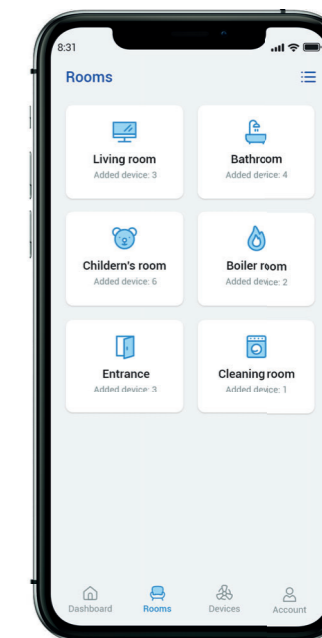 8:31
Rooms
Living room
Added device: 3
Bathroom
Added device: 4
Childern's room
Added device: 6
Boiler room
Added device: 2
Entrance
Added device: 3
Cleaning room
Added device: 1
Dashboard
Rooms
Devices
Account